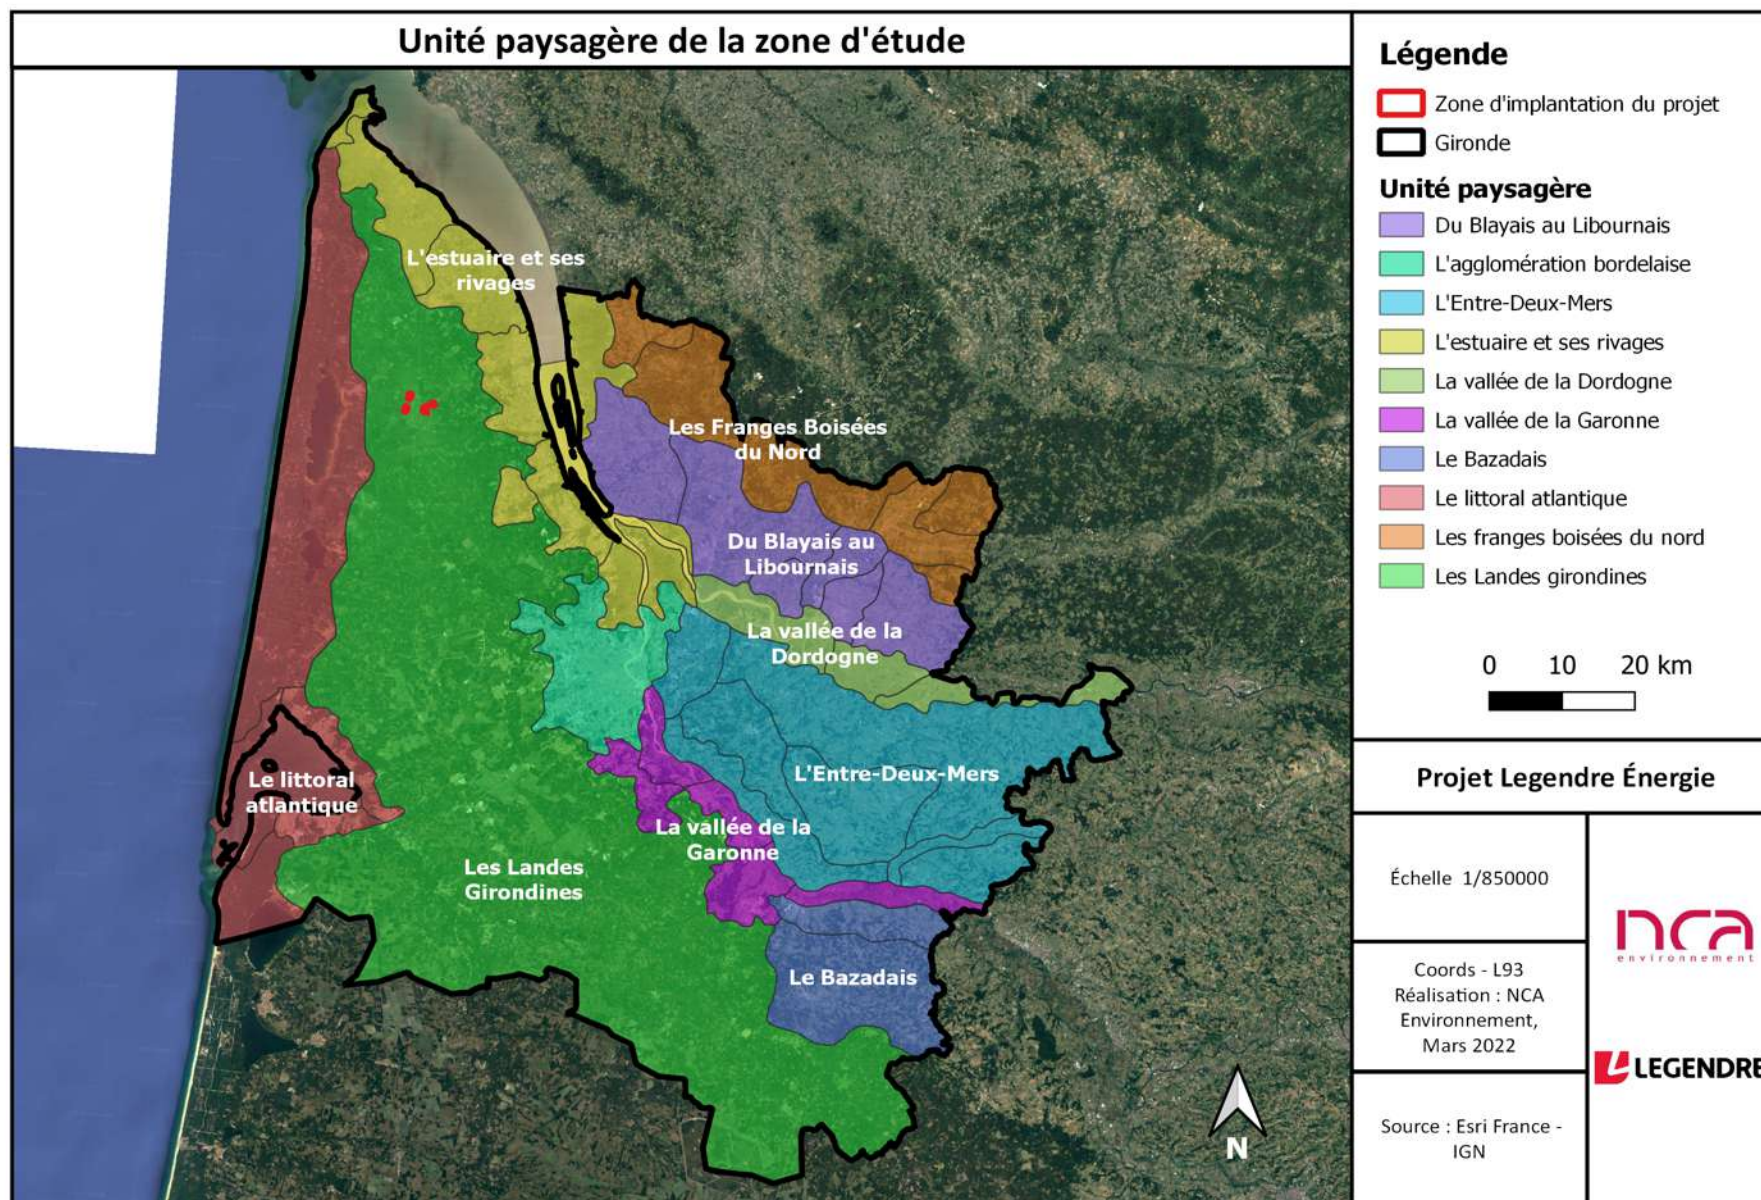 Unité paysagère de la zone d'étude
L'estuaire et ses
rivages
Les Franges Boisées
du Nord
Du Blayais au
Libournais
La vallée de la
Dordogne
L'Entre-Deux-Mers
Le littoral
atlantique
La vallée de la
Garonne
Les Landes
Girondines
Le Bazadais
N
Légende
Zone d'implantation du projet
Gironde
Unité paysagère
Du Blayais au Libournais
L'agglomération bordelaise
L'Entre-Deux-Mers
L'estuaire et ses rivages
La vallée de la Dordogne
La vallée de la Garonne
Le Bazadais
Le littoral atlantique
Les franges boisées du nord
Les Landes girondines
0 10 20 km
Projet Legendre Énergie
Échelle 1/850000
Coords - L93
Réalisation : NCA
Environnement,
Mars 2022
Source : Esri France -
IGN
nca
environnement
LEGENDRE